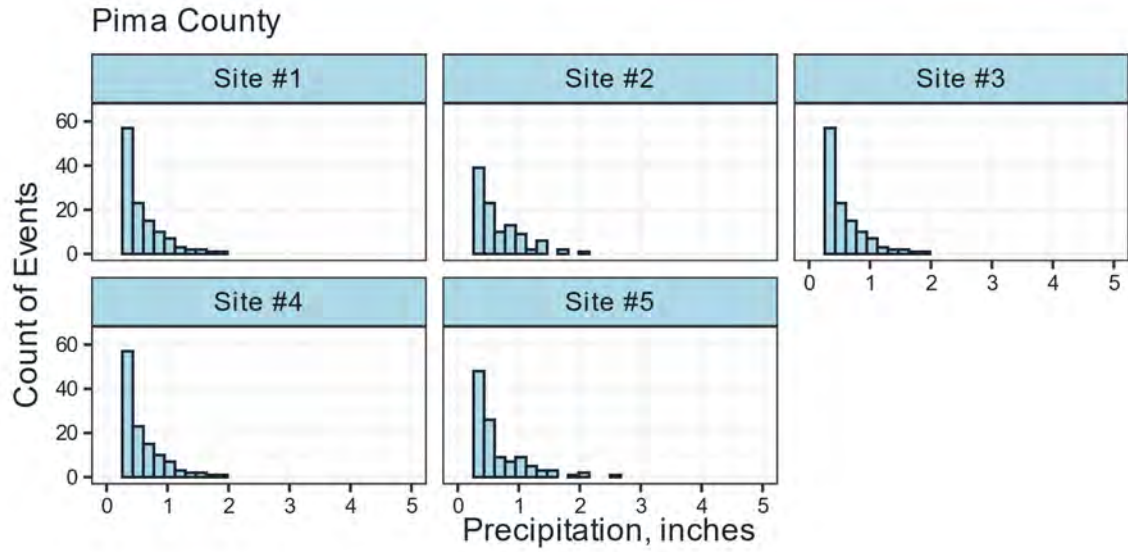 Pima County
Site #1
Site #2
Site #3
60
40
20
0
Count of Events
0 1 2 3 4 5
Site #4
Site #5
60
40
20
0
0 1 2 3 4 5
0 1 2 3 4 5
Precipitation, inches